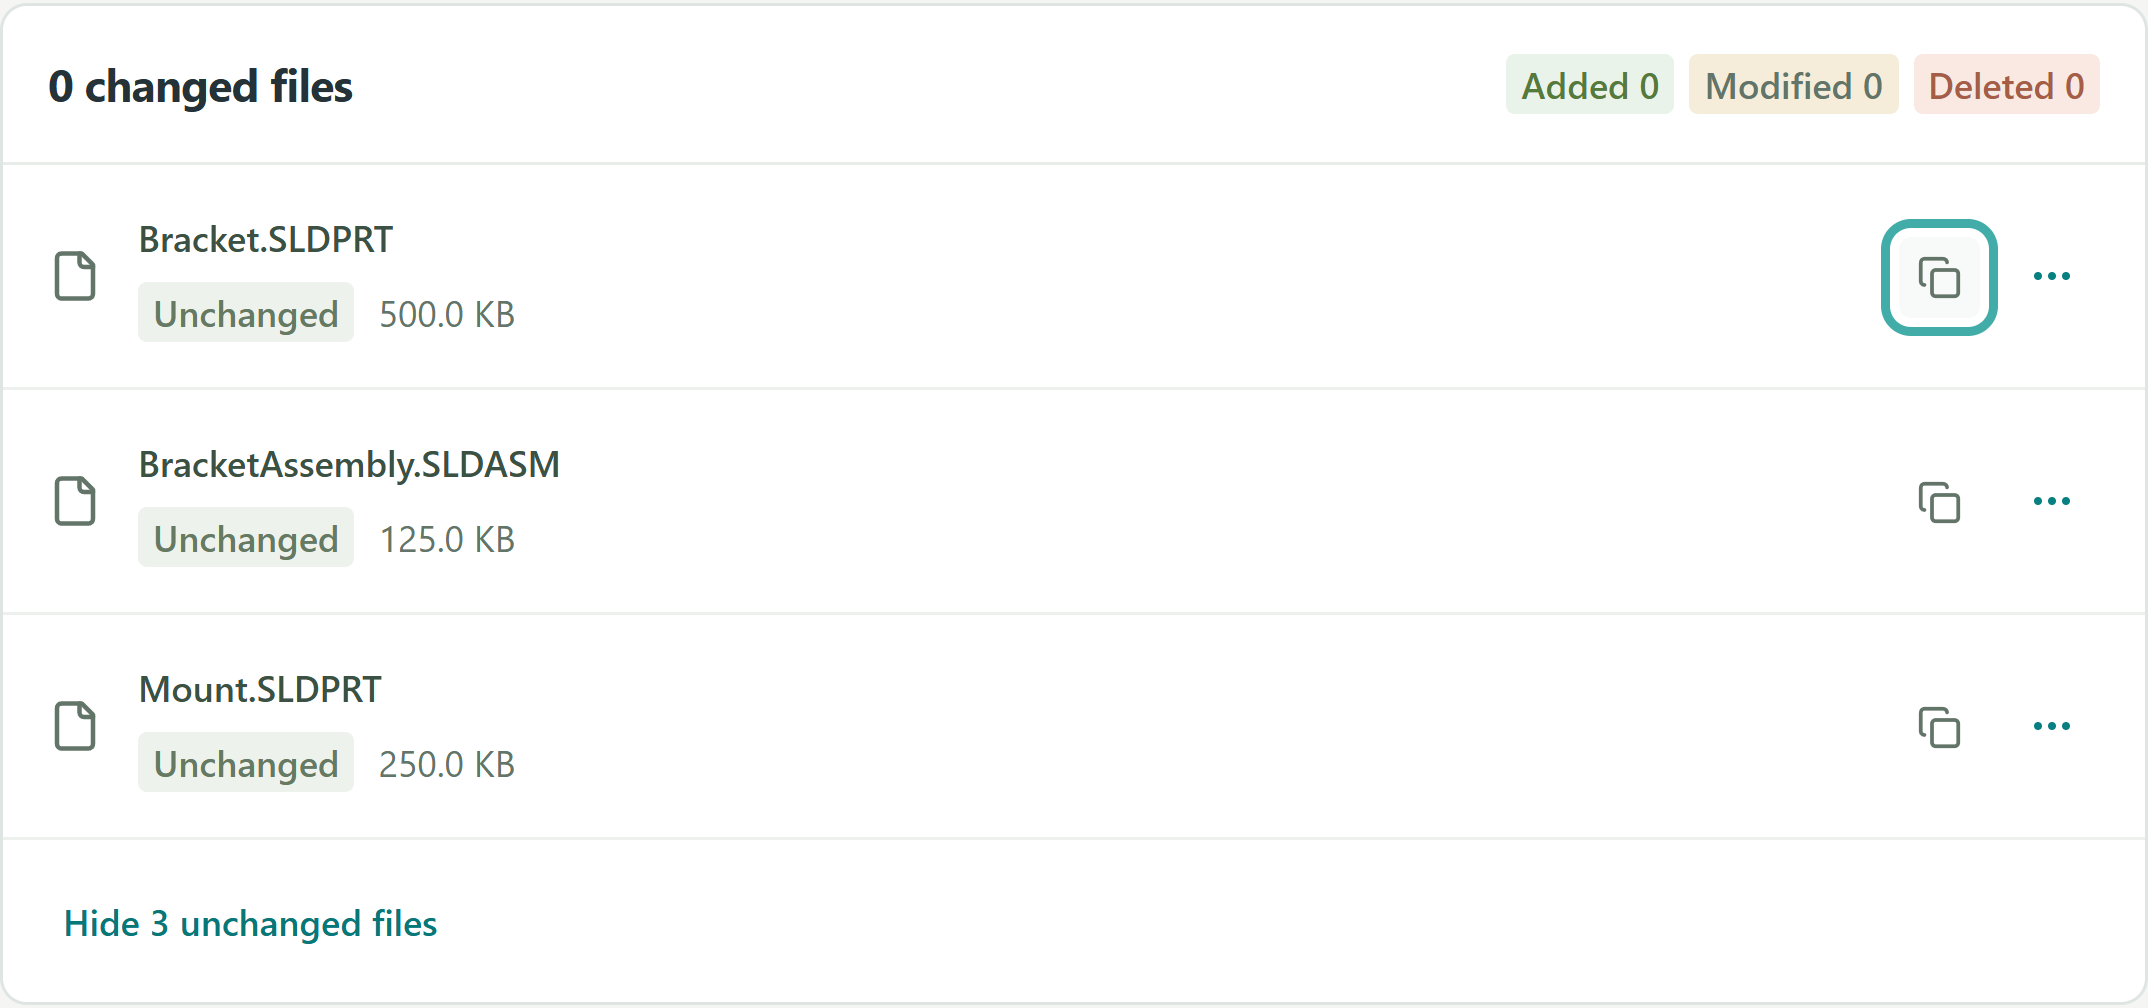 0 changed files
Added 0
Modified 0
Deleted 0
Bracket.SLDPRT
Unchanged 500.0 KB
BracketAssembly.SLDASM
Unchanged 125.0 KB
Mount.SLDPRT
Unchanged 250.0 KB
Hide 3 unchanged files